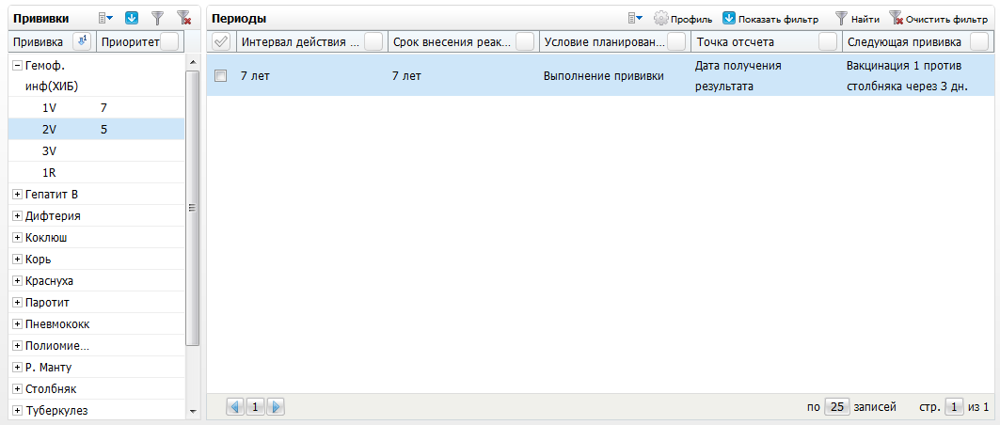 Прививки
Прививка Приоритет
Гемоф.
инф(ХИБ)
1V 7
2V 5
3V
1R
Гепатит В
Дифтерия
Коклюш
Корь
Краснуха
Паротит
Пневмококк
Полиомие...
Р. Манту
Столбняк
Туберкулез
Периоды Профиль Показать фильтр Найти Очистить фильтр
Интервал действия ... Срок внесения реак... Условие планирован... Точка отсчета Следующая прививка
7 лет 7 лет Выполнение прививки Дата получения результата Вакцинация 1 против столбняка через 3 дн.
1 по 25 записей стр. 1 из 1